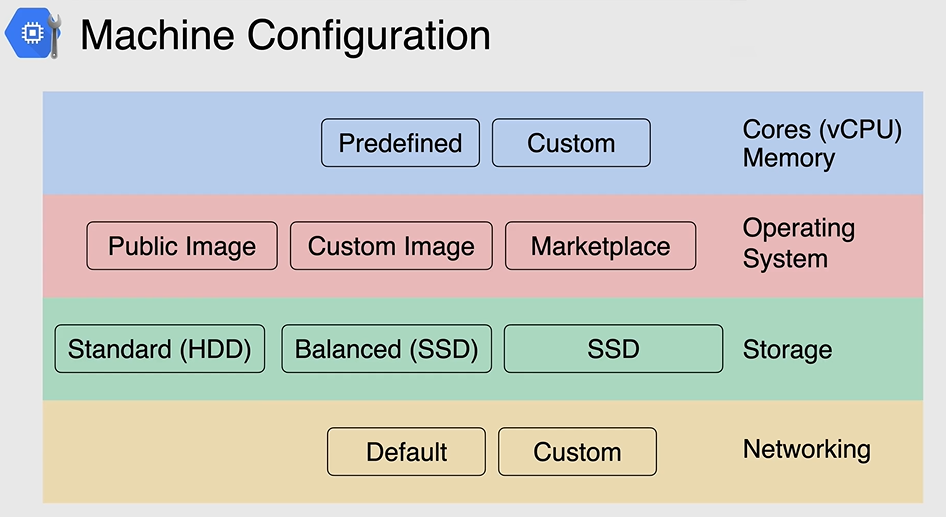 Machine Configuration
Predefined
Custom
Cores (vCPU)
Memory
Public Image
Custom Image
Marketplace
Operating
System
Standard (HDD)
Balanced (SSD)
SSD
Storage
Default
Custom
Networking